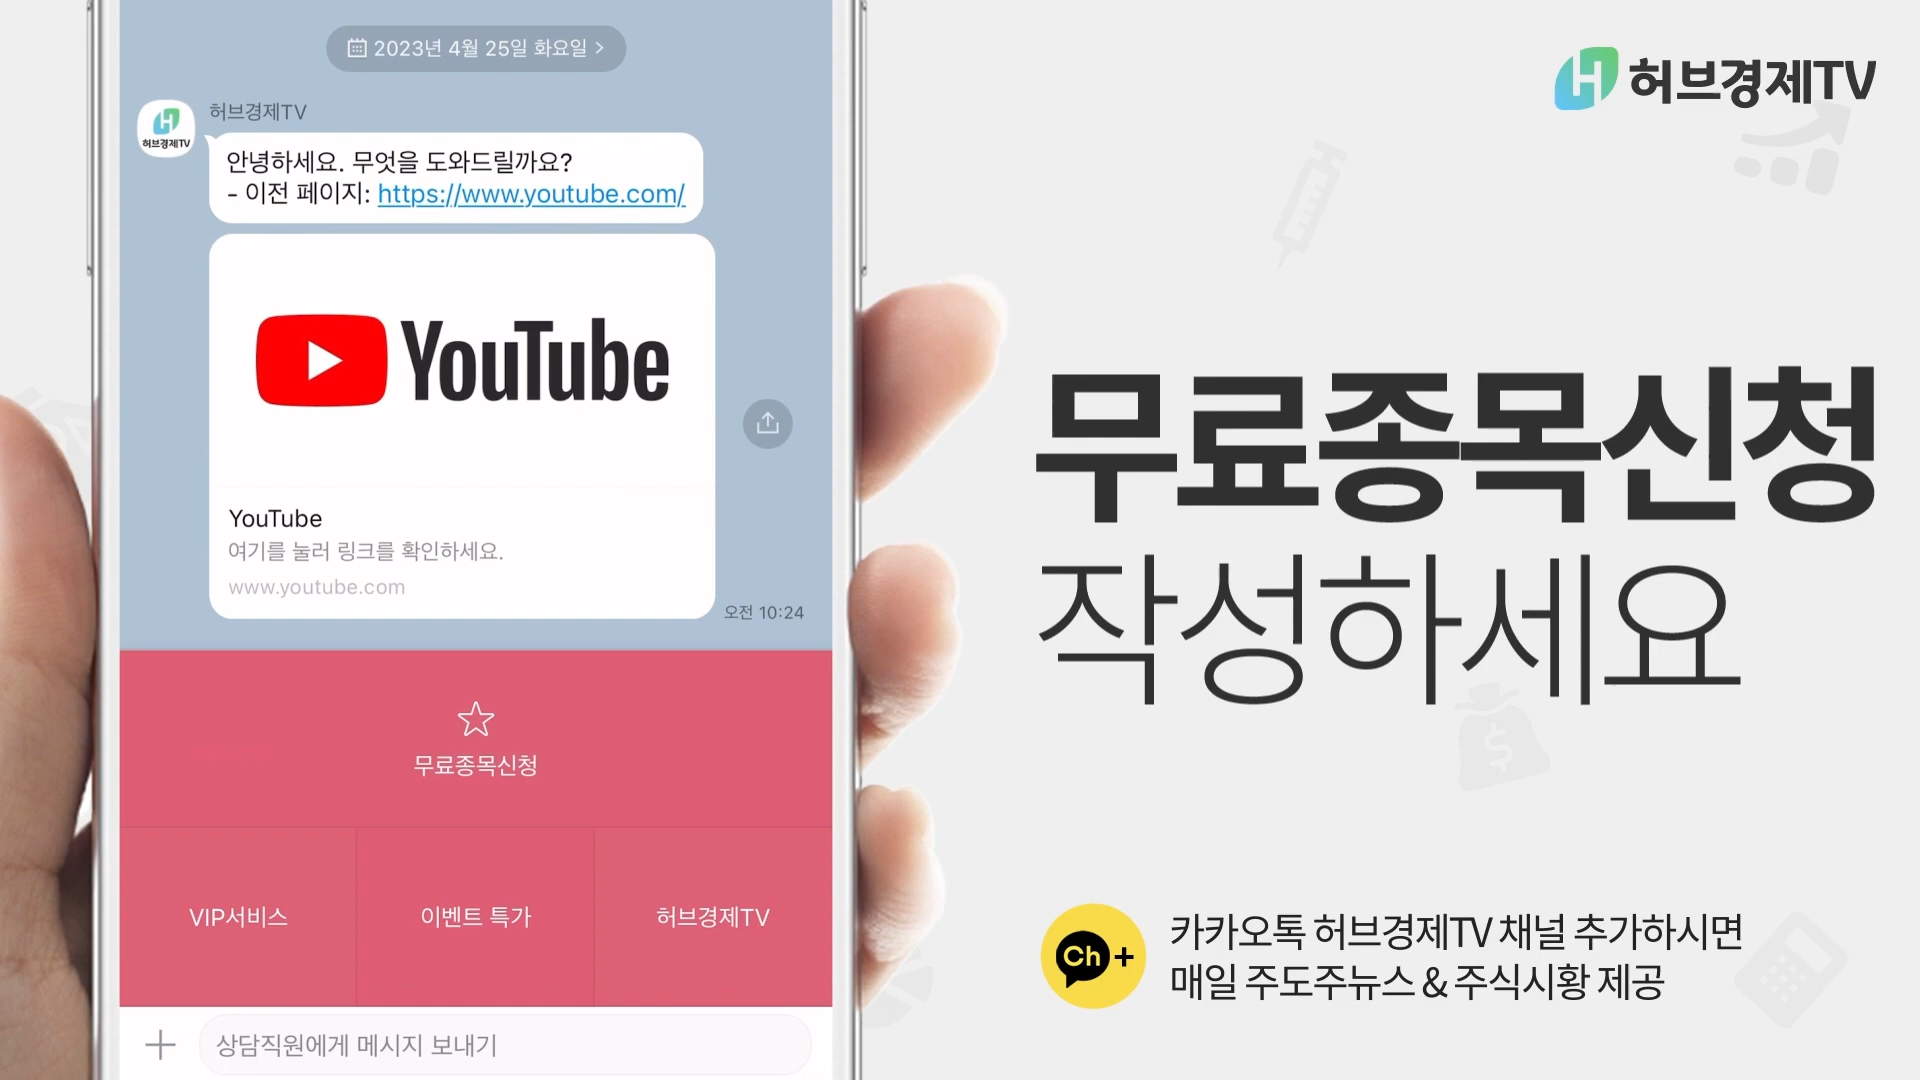 2023년 4월 25일 화요일 >
허브경제TV
허브경제TV
안녕하세요. 무엇을 도와드릴까요?
- 이전 페이지: https://www.youtube.com/
YouTube
YouTube
여기를 눌러 링크를 확인하세요.
www.youtube.com
오전 10:24
무료종목신청
VIP서비스
이벤트 특가
허브경제TV
상담직원에게 메시지 보내기
허브경제TV
무료종목신청
작성하세요
Ch+
카카오톡 허브경제TV 채널 추가하시면
매일 주도주뉴스 & 주식시황 제공